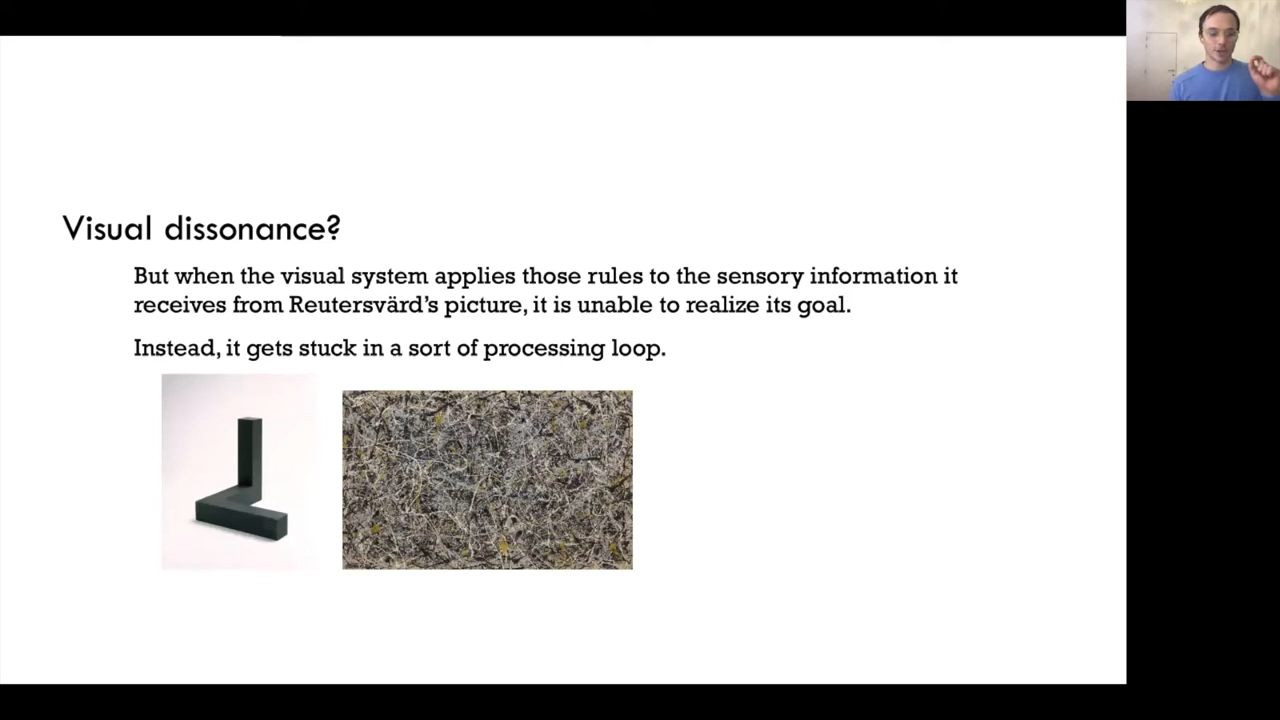 Visual dissonance?
But when the visual system applies those rules to the sensory information it
receives from Reutersvärd’s picture, it is unable to realize its goal.
Instead, it gets stuck in a sort of processing loop.